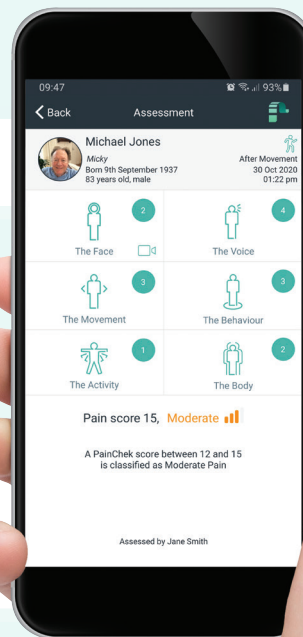 09:47
93%
Back
Assessment
Michael Jones
Micky
Born 9th September 1937
83 years old, male
After Movement
30 Oct 2020
01:22 pm
2
4
The Face
The Voice
3
3
The Movement
The Behaviour
1
2
The Activity
The Body
Pain score 15, Moderate
A PainChek score between 12 and 15
is classified as Moderate Pain
Assessed by Jane Smith